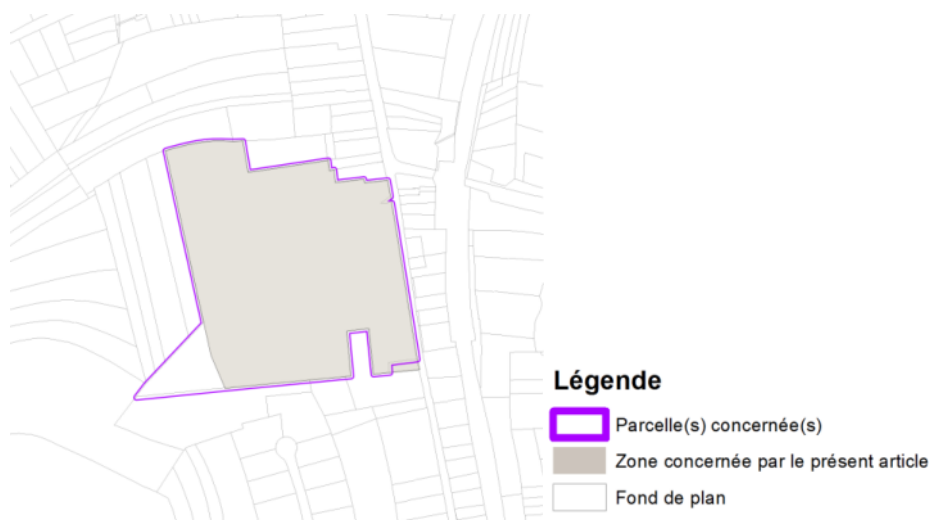 Légende
Parcelle(s) concernée(s)
Zone concernée par le présent article
Fond de plan